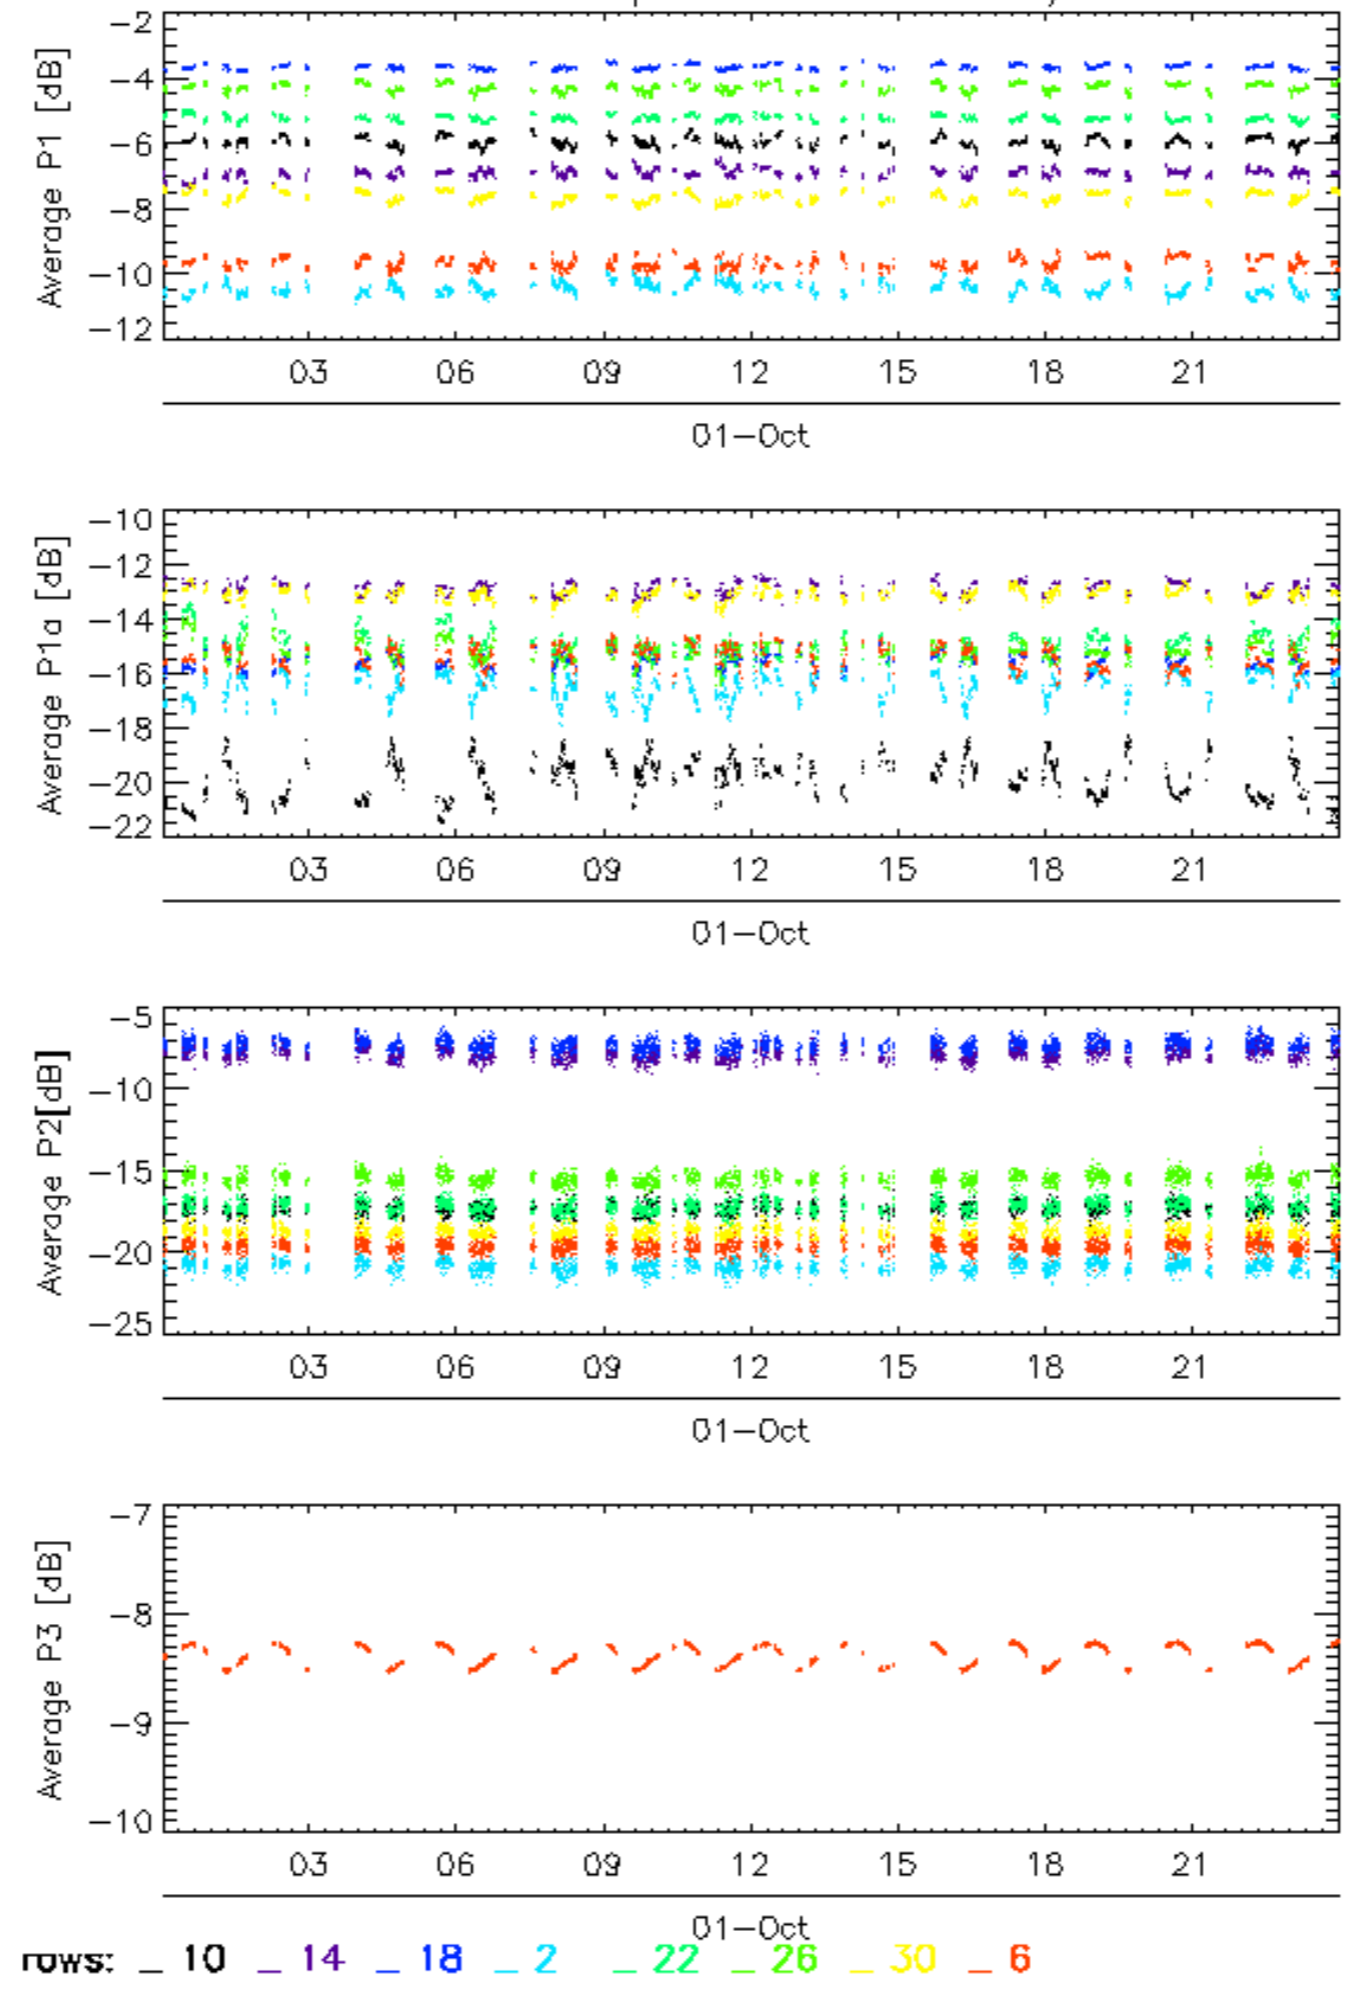 Average P1 [dB]
−2
−4
−6
−8
−10
−12
03 06 09 12 15 18 21
01−Oct
Average P1a [dB]
−10
−12
−14
−16
−18
−20
−22
03 06 09 12 15 18 21
01−Oct
Average P2[dB]
−5
−10
−15
−20
−25
03 06 09 12 15 18 21
01−Oct
Average P3 [dB]
−7
−8
−9
−10
03 06 09 12 15 18 21
01−Oct
rows: _ 10 _ 14 _ 18 _ 2 _ 22 _ 26 _ 30 _ 6